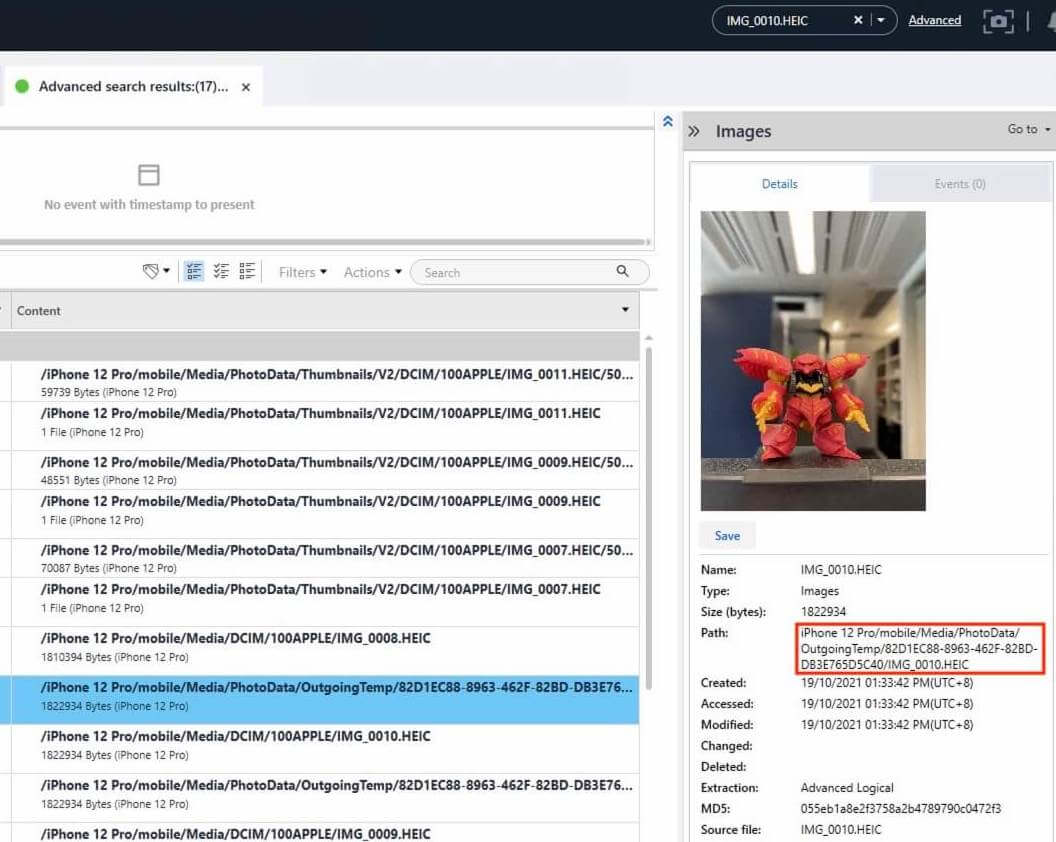 IMG_0010.HEIC
Advanced
Advanced search results:(17)...
Images
Go to
Details
Events (0)
No event with timestamp to present
Filters
Actions
Search
Content
/iPhone 12 Pro/mobile/Media/PhotoData/Thumbnails/V2/DCIM/100APPLE/IMG_0011.HEIC/50...
59739 Bytes (iPhone 12 Pro)
/iPhone 12 Pro/mobile/Media/PhotoData/Thumbnails/V2/DCIM/100APPLE/IMG_0011.HEIC
1 File (iPhone 12 Pro)
/iPhone 12 Pro/mobile/Media/PhotoData/Thumbnails/V2/DCIM/100APPLE/IMG_0009.HEIC/50...
48551 Bytes (iPhone 12 Pro)
/iPhone 12 Pro/mobile/Media/PhotoData/Thumbnails/V2/DCIM/100APPLE/IMG_0009.HEIC
1 File (iPhone 12 Pro)
/iPhone 12 Pro/mobile/Media/PhotoData/Thumbnails/V2/DCIM/100APPLE/IMG_0007.HEIC/50...
70087 Bytes (iPhone 12 Pro)
/iPhone 12 Pro/mobile/Media/PhotoData/Thumbnails/V2/DCIM/100APPLE/IMG_0007.HEIC
1 File (iPhone 12 Pro)
/iPhone 12 Pro/mobile/Media/DCIM/100APPLE/IMG_0008.HEIC
1810394 Bytes (iPhone 12 Pro)
/iPhone 12 Pro/mobile/Media/PhotoData/OutgoingTemp/82D1EC88-8963-462F-82BD-DB3E76...
1822934 Bytes (iPhone 12 Pro)
/iPhone 12 Pro/mobile/Media/DCIM/100APPLE/IMG_0010.HEIC
1822934 Bytes (iPhone 12 Pro)
/iPhone 12 Pro/mobile/Media/PhotoData/OutgoingTemp/82D1EC88-8963-462F-82BD-DB3E76...
1822934 Bytes (iPhone 12 Pro)
/iPhone 12 Pro/mobile/Media/DCIM/100APPLE/IMG_0009.HEIC
Save
Name: IMG_0010.HEIC
Type: Images
Size (bytes): 1822934
Path: iPhone 12 Pro/mobile/Media/PhotoData/
OutgoingTemp/82D1EC88-8963-462F-82BD-
DB3E765D5C40/IMG_0010.HEIC
Created: 19/10/2021 01:33:42 PM(UTC+8)
Accessed: 19/10/2021 01:33:42 PM(UTC+8)
Modified: 19/10/2021 01:33:42 PM(UTC+8)
Changed:
Deleted:
Extraction: Advanced Logical
MD5: 055eb1a8e2f3758a2b4789790c0472f3
Source file: IMG_0010.HEIC